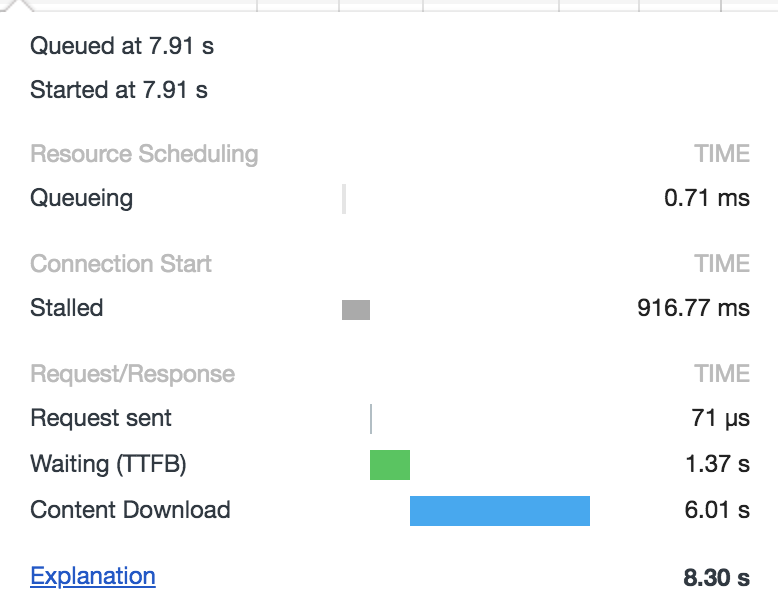 Queued at 7.91 s
Started at 7.91 s
Resource Scheduling TIME
Queueing 0.71 ms
Connection Start TIME
Stalled 916.77 ms
Request/Response TIME
Request sent 71 µs
Waiting (TTFB) 1.37 s
Content Download 6.01 s
Explanation 8.30 s